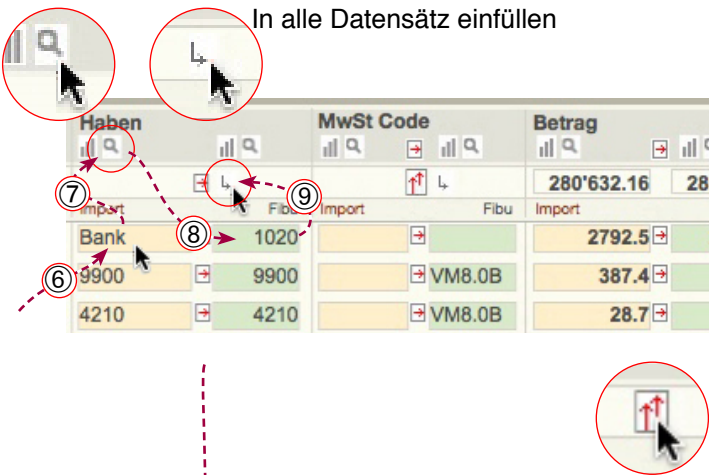 In alle Datensätz einfüllen
Haben MwSt Code Betrag
280'632.16 28
Import Fibu Import Fibu Import
Bank 1020 2792.5
9900 9900 VM8.0B 387.4
4210 4210 VM8.0B 28.7
⑥
⑦
⑧
⑨